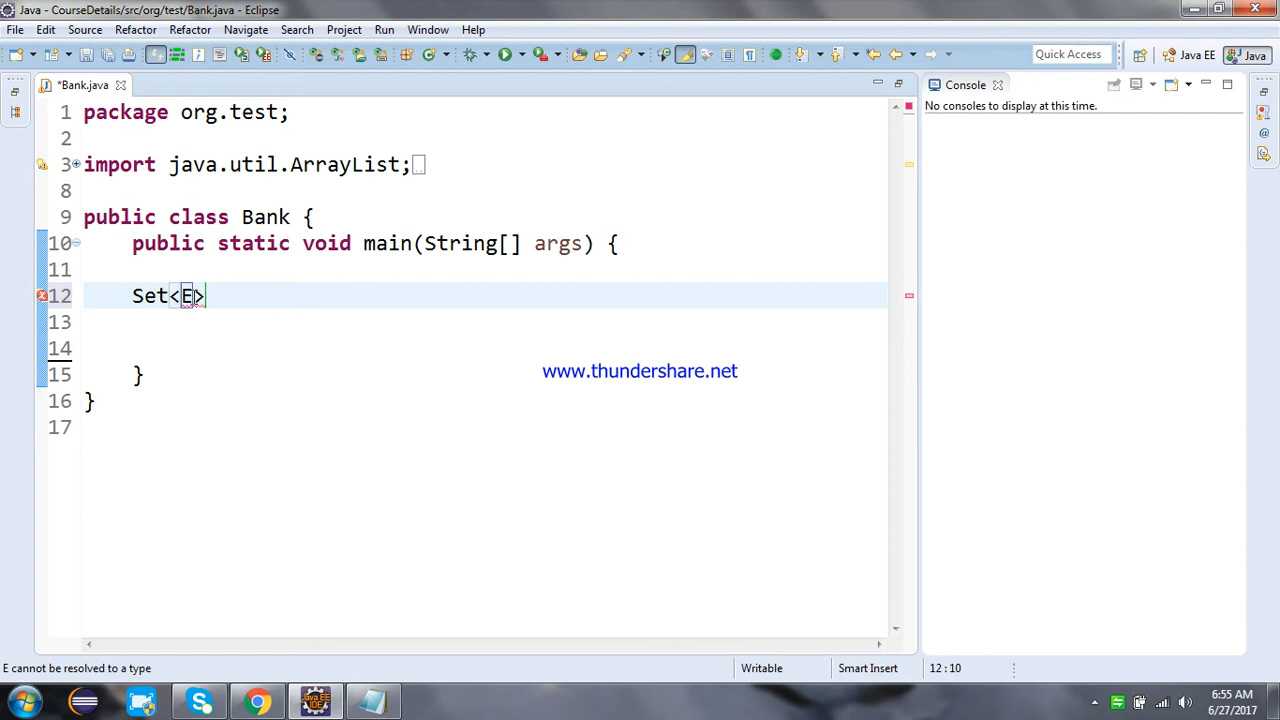 Java - CourseDetails/src/org/test/Bank.java - Eclipse
File Edit Source Refactor Refactor Navigate Search Project Run Window Help
Quick Access Java EE Java
*Bank.java Console
No consoles to display at this time.
1 package org.test;
2
3 import java.util.ArrayList;
8
9 public class Bank {
10 public static void main(String[] args) {
11
12 Set<E>
13
14
15 }
16 }
17
www.thundershare.net
E cannot be resolved to a type Writable Smart Insert 12:10
Java EE IDE
6:55 AM
6/27/2017